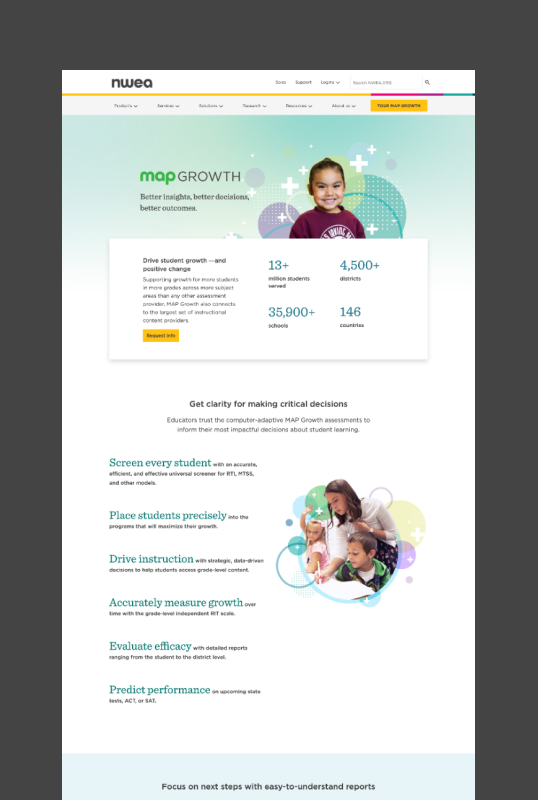 nwea
Sales Support Logins Search NWEA.ORG
Products Services Solutions Research Resources About us TOUR MAP GROWTH
map GROWTH
Better insights, better decisions,
better outcomes.
Drive student growth —and
positive change
Supporting growth for more students
in more grades across more subject
areas than any other assessment
provider, MAP Growth also connects
to the largest set of instructional
content providers.
Request info
13+
million students
served
4,500+
districts
35,900+
schools
146
countries
Get clarity for making critical decisions
Educators trust the computer-adaptive MAP Growth assessments to
inform their most impactful decisions about student learning.
Screen every student with an accurate,
efficient, and effective universal screener for RTI, MTSS,
and other models.
Place students precisely into the
programs that will maximize their growth.
Drive instruction with strategic, data-driven
decisions to help students access grade-level content.
Accurately measure growth over
time with the grade-level independent RIT scale.
Evaluate efficacy with detailed reports
ranging from the student to the district level.
Predict performance on upcoming state
tests, ACT, or SAT.
Focus on next steps with easy-to-understand reports